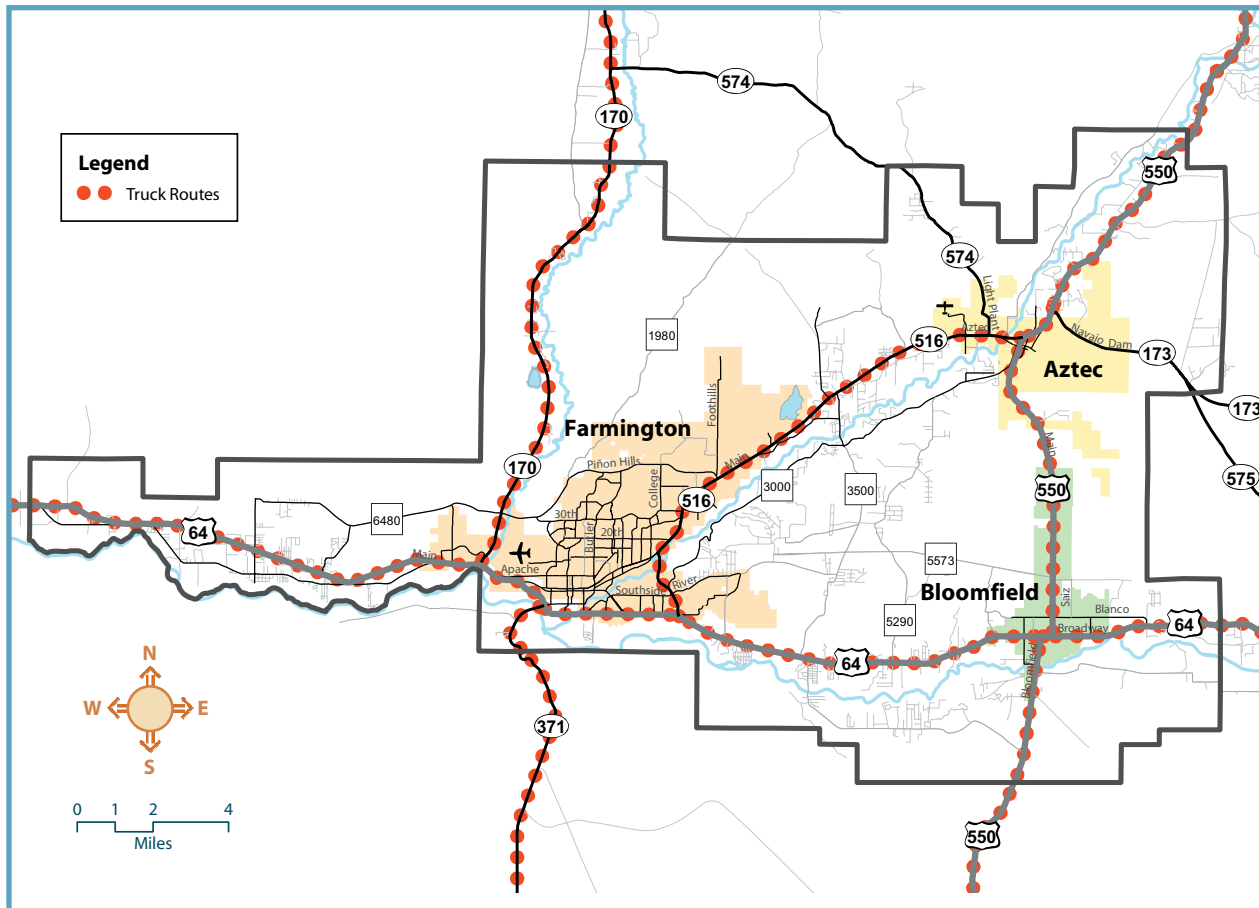 574
170
Legend
Truck Routes
550
574
Light Plant
1980
516
Aztec
Navajo Dam
173
Aztec
173
Foothills
Farmington
Main
Main
Piñon Hills
170
College
516
3000
3500
550
575
6480
64
30th
20th
Butler
Main
Apache
5573
Southside River
Bloomfield
Saiz
Blanco
5290
Broadway
64
64
Bloomfield
N
W E
S
371
0 1 2 4
Miles
550